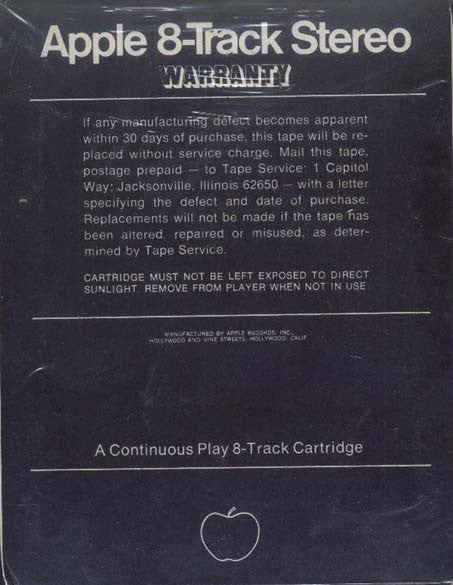 Apple 8-Track Stereo
WARRANTY
If any manufacturing defect becomes apparent
within 30 days of purchase, this tape will be re-
placed without service charge. Mail this tape,
postage prepaid — to Tape Service: 1 Capitol
Way; Jacksonville, Illinois 62650 — with a letter
specifying the defect and date of purchase.
Replacements will not be made if the tape has
been altered, repaired or misused, as deter-
mined by Tape Service.
CARTRIDGE MUST NOT BE LEFT EXPOSED TO DIRECT
SUNLIGHT. REMOVE FROM PLAYER WHEN NOT IN USE.
MANUFACTURED BY APPLE RECORDS, INC.,
HOLLYWOOD AND VINE STREETS, HOLLYWOOD, CALIF.
A Continuous Play 8-Track Cartridge